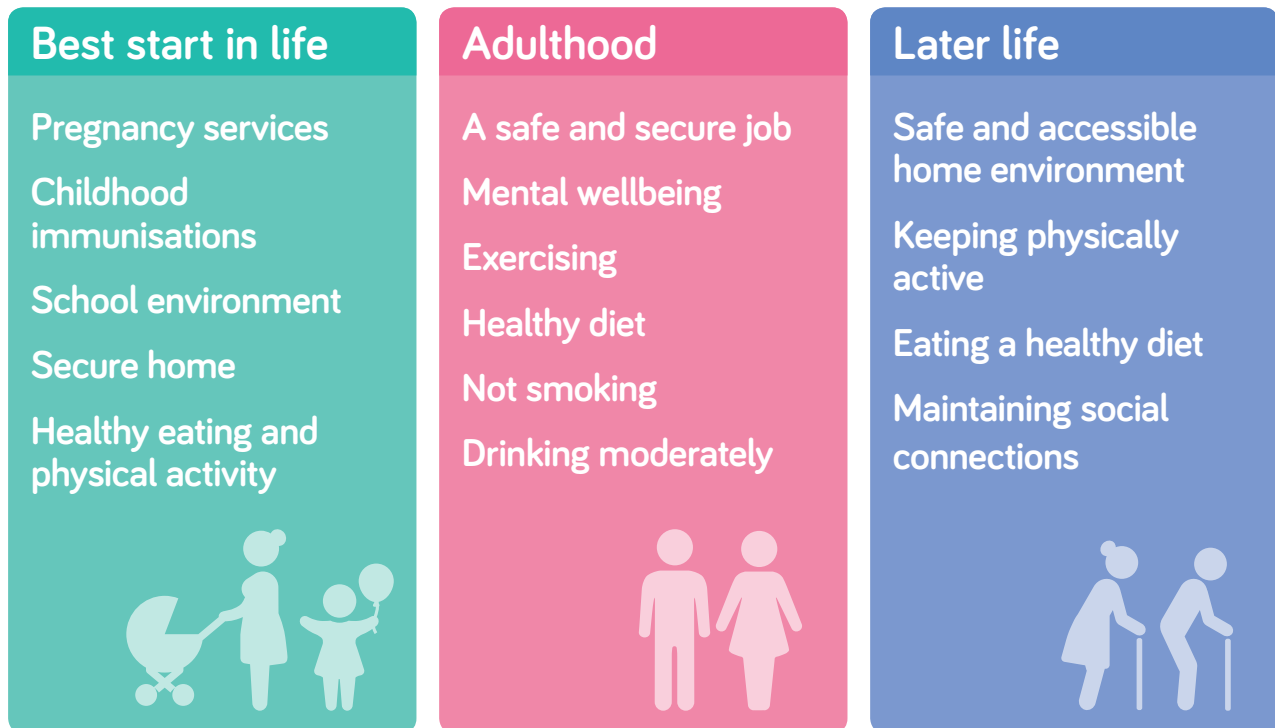 Best start in life
Pregnancy services
Childhood
immunisations
School environment
Secure home
Healthy eating and
physical activity
Adulthood
A safe and secure job
Mental wellbeing
Exercising
Healthy diet
Not smoking
Drinking moderately
Later life
Safe and accessible
home environment
Keeping physically
active
Eating a healthy diet
Maintaining social
connections